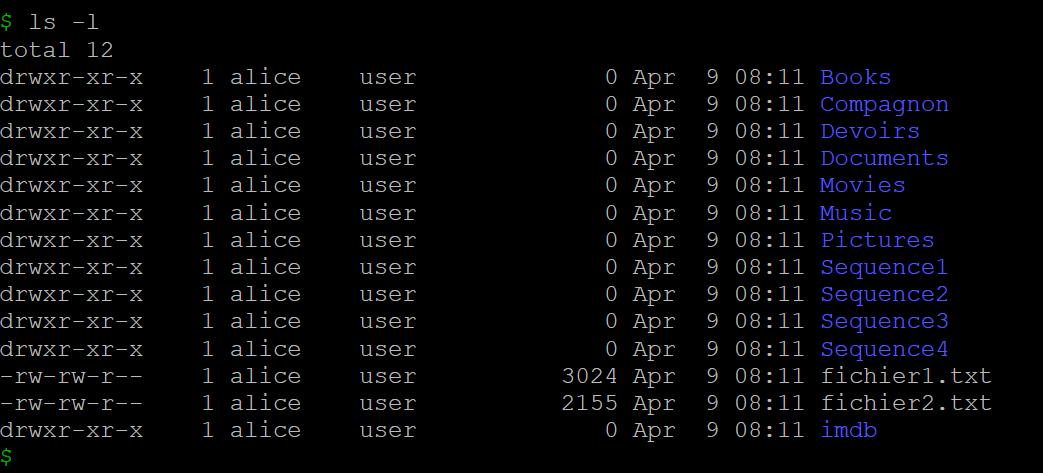 $ ls -l
total 12
drwxr-xr-x    1 alice    user             0 Apr  9 08:11 Books
drwxr-xr-x    1 alice    user             0 Apr  9 08:11 Compagnon
drwxr-xr-x    1 alice    user             0 Apr  9 08:11 Devoirs
drwxr-xr-x    1 alice    user             0 Apr  9 08:11 Documents
drwxr-xr-x    1 alice    user             0 Apr  9 08:11 Movies
drwxr-xr-x    1 alice    user             0 Apr  9 08:11 Music
drwxr-xr-x    1 alice    user             0 Apr  9 08:11 Pictures
drwxr-xr-x    1 alice    user             0 Apr  9 08:11 Sequence1
drwxr-xr-x    1 alice    user             0 Apr  9 08:11 Sequence2
drwxr-xr-x    1 alice    user             0 Apr  9 08:11 Sequence3
drwxr-xr-x    1 alice    user             0 Apr  9 08:11 Sequence4
-rw-rw-r--    1 alice    user          3024 Apr  9 08:11 fichier1.txt
-rw-rw-r--    1 alice    user          2155 Apr  9 08:11 fichier2.txt
drwxr-xr-x    1 alice    user             0 Apr  9 08:11 imdb
$